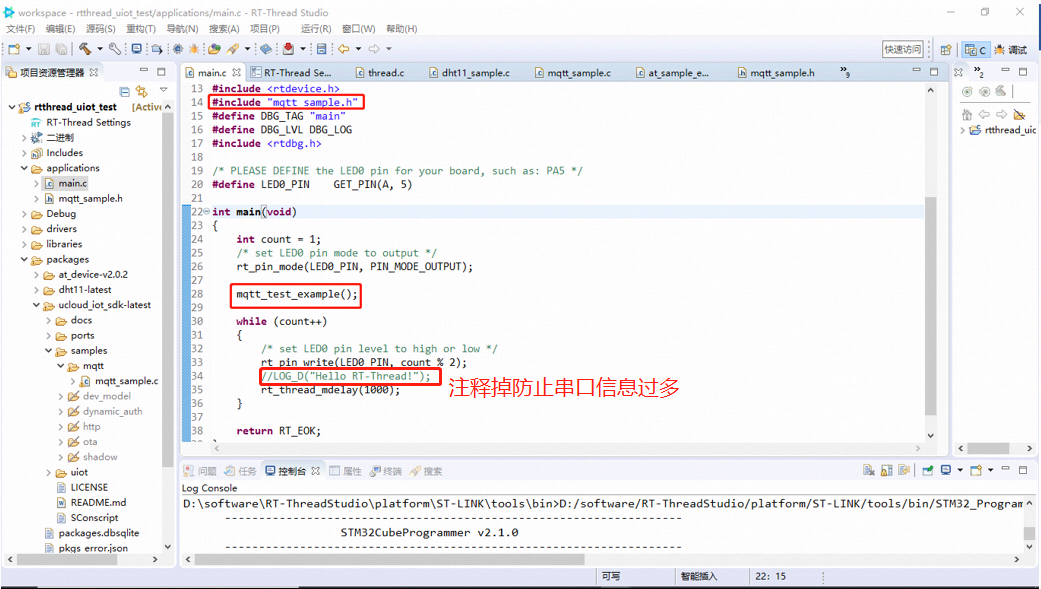 workspace - rtthread_uiot_test/applications/main.c - RT-Thread Studio
文件(F) 编辑(E) 源码(S) 重构(T) 导航(N) 搜索(A) 项目(P) 运行(R) 窗口(W) 帮助(H)
快速访问 C 调试
项目资源管理器
main.c RT-Thread Se... thread.c dht11_sample.c mqtt_sample.c at_sample_e... mqtt_sample.h »9 »2
rtthread_uiot_test [Active
RT-Thread Settings
二进制
Includes
applications
main.c
mqtt_sample.h
Debug
drivers
libraries
packages
at_device-v2.0.2
dht11-latest
ucloud_iot_sdk-latest
docs
ports
samples
mqtt
mqtt_sample.c
dev_model
dynamic_auth
http
ota
shadow
uiot
LICENSE
README.md
SConscript
packages.dbsqlite
pkgs_error.json
13 #include <rtdevice.h>
14 #include "mqtt_sample.h"
15 #define DBG_TAG "main"
16 #define DBG_LVL DBG_LOG
17 #include <rtdbg.h>
18
19 /* PLEASE DEFINE the LED0 pin for your board, such as: PA5 */
20 #define LED0_PIN    GET_PIN(A, 5)
21
22 int main(void)
23 {
24     int count = 1;
25     /* set LED0 pin mode to output */
26     rt_pin_mode(LED0_PIN, PIN_MODE_OUTPUT);
27
28     mqtt_test_example();
29
30     while (count++)
31     {
32         /* set LED0 pin level to high or low */
33         rt_pin_write(LED0_PIN, count % 2);
34         //LOG_D("Hello RT-Thread!");
35         rt_thread_mdelay(1000);
36     }
37
38     return RT_EOK;
注释掉防止串口信息过多
rtthread_uio
问题 任务 控制台 属性 终端 搜索
Log Console
D:\software\RT-ThreadStudio\platform\ST-LINK\tools\bin>D:/software/RT-ThreadStudio/platform/ST-LINK/tools/bin/STM32_Program
-------------------------------------------------------------------
STM32CubeProgrammer v2.1.0
-------------------------------------------------------------------
可写 智能插入 22: 15